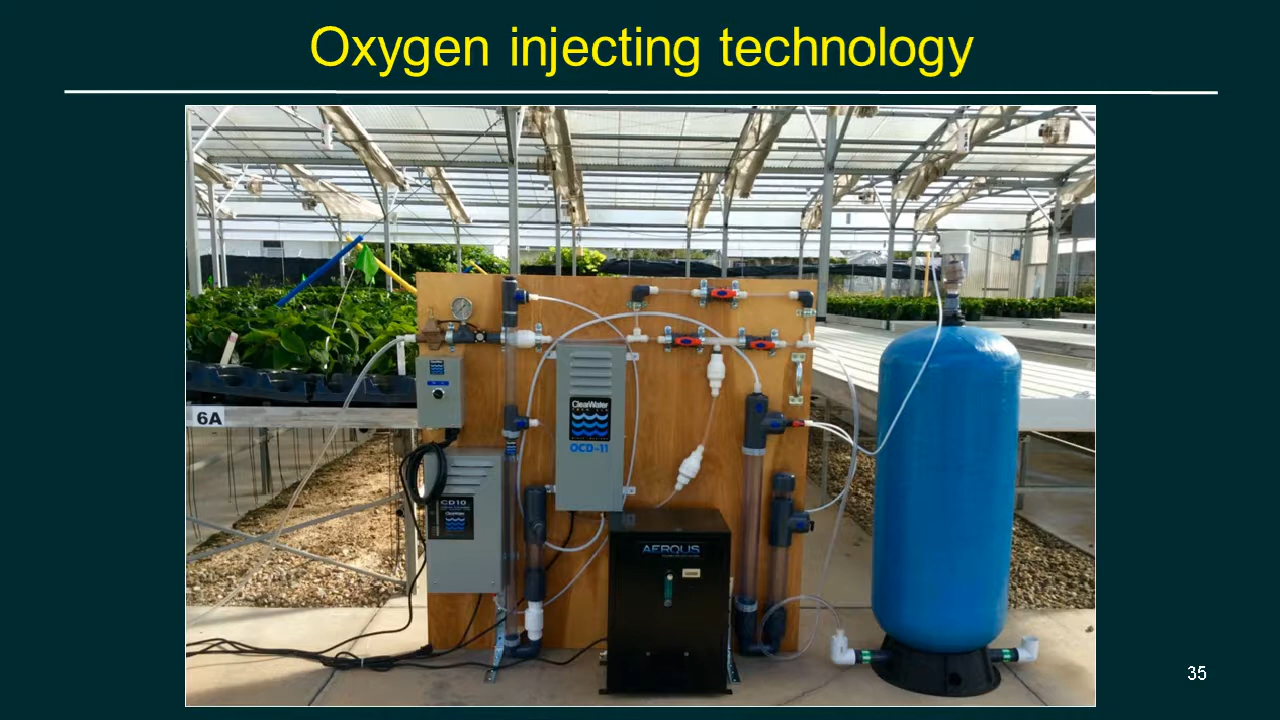 Oxygen injecting technology
6A
ClearWater
OCD-11
CD10
ClearWater
AEROUS
35